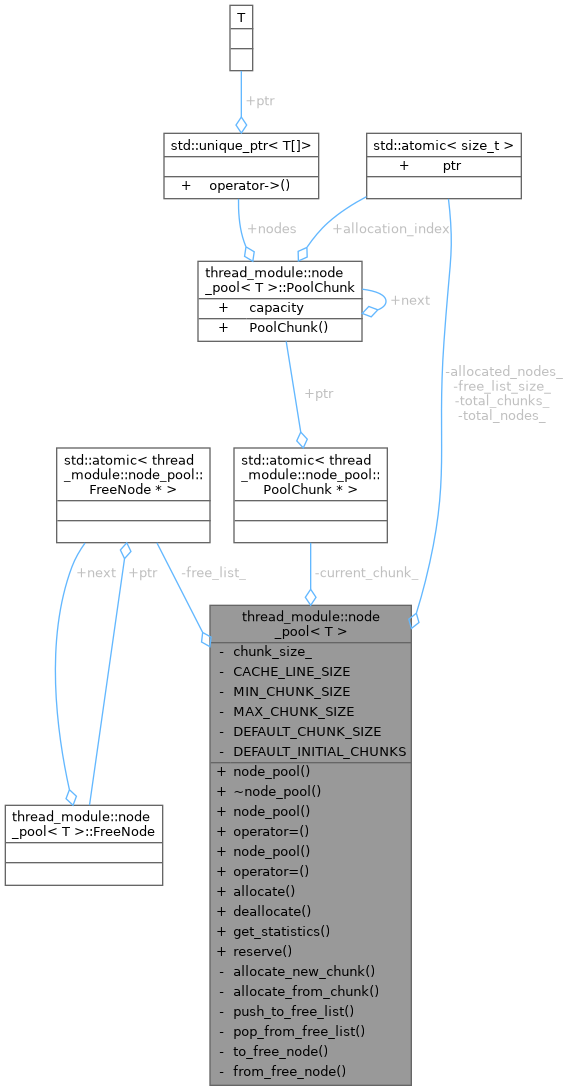 T
+ptr
std::unique_ptr< T[]>
+ operator->()
std::atomic< size_t >
+ ptr
+nodes
+allocation_index
thread_module::node
_pool< T >::PoolChunk
+ capacity
+ PoolChunk()
+next
-allocated_nodes_
-free_list_size_
-total_chunks_
-total_nodes_
+ptr
std::atomic< thread
_module::node_pool::
FreeNode * >
std::atomic< thread
_module::node_pool::
PoolChunk * >
+next
+ptr
-free_list_
-current_chunk_
thread_module::node
_pool< T >
- chunk_size_
- CACHE_LINE_SIZE
- MIN_CHUNK_SIZE
- MAX_CHUNK_SIZE
- DEFAULT_CHUNK_SIZE
- DEFAULT_INITIAL_CHUNKS
+ node_pool()
+ ~node_pool()
+ node_pool()
+ operator=()
+ node_pool()
+ operator=()
+ allocate()
+ deallocate()
+ get_statistics()
+ reserve()
- allocate_new_chunk()
- allocate_from_chunk()
- push_to_free_list()
- pop_from_free_list()
- to_free_node()
- from_free_node()
thread_module::node
_pool< T >::FreeNode